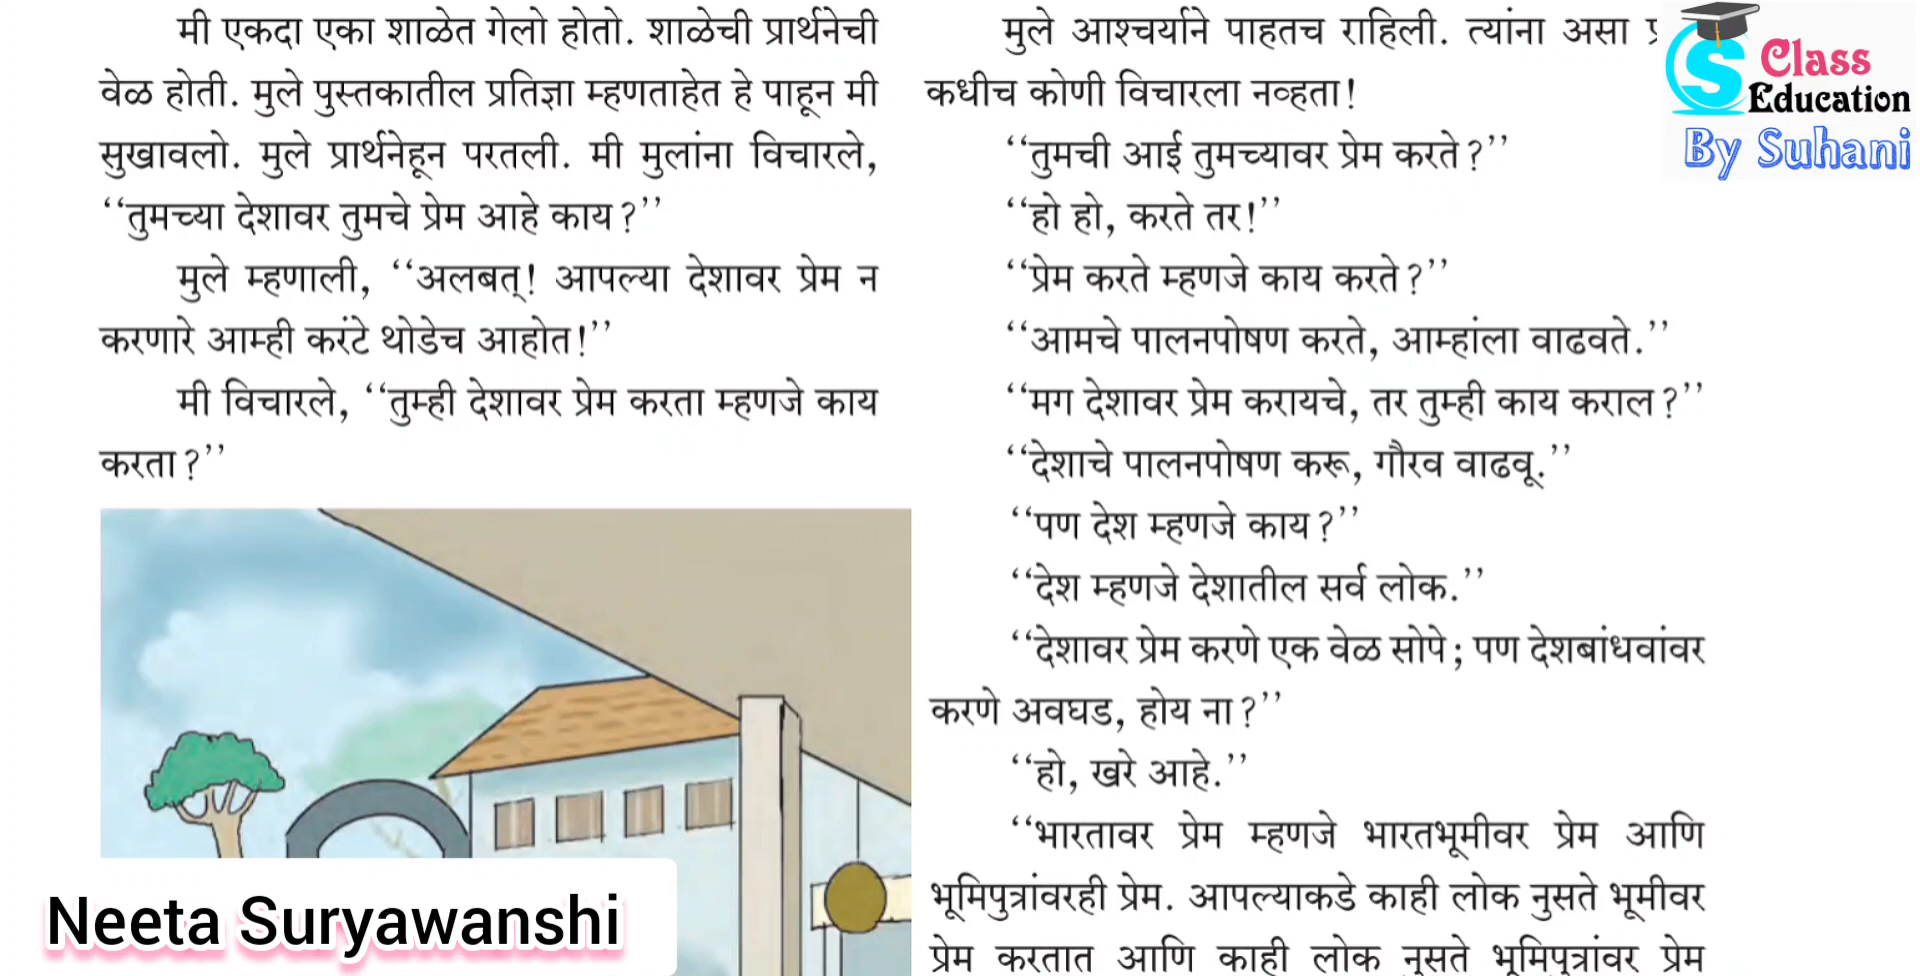 मी एकदा एका शाळेत गेलो होतो. शाळेची प्रार्थनेची
वेळ होती. मुले पुस्तकातील प्रतिज्ञा म्हणताहेत हे पाहून मी
सुखावलो. मुले प्रार्थनेहून परतली. मी मुलांना विचारले,
‘‘तुमच्या देशावर तुमचे प्रेम आहे काय?’’
मुले म्हणाली, ‘‘अलबत्! आपल्या देशावर प्रेम न
करणारे आम्ही करंटे थोडेच आहोत!’’
मी विचारले, ‘‘तुम्ही देशावर प्रेम करता म्हणजे काय
करता?’’
मुले आश्चर्याने पाहतच राहिली. त्यांना असा
कधीच कोणी विचारला नव्हता!
‘‘तुमची आई तुमच्यावर प्रेम करते?’’
‘‘हो हो, करते तर!’’
‘‘प्रेम करते म्हणजे काय करते?’’
‘‘आमचे पालनपोषण करते, आम्हांला वाढवते.’’
‘‘मग देशावर प्रेम करायचे, तर तुम्ही काय कराल?’’
‘‘देशाचे पालनपोषण करू, गौरव वाढवू.’’
‘‘पण देश म्हणजे काय?’’
‘‘देश म्हणजे देशातील सर्व लोक.’’
‘‘देशावर प्रेम करणे एक वेळ सोपे; पण देशबांधवांवर
करणे अवघड, होय ना?’’
‘‘हो, खरे आहे.’’
‘‘भारतावर प्रेम म्हणजे भारतभूमीवर प्रेम आणि
भूमिपुत्रांवरही प्रेम. आपल्याकडे काही लोक नुसते भूमीवर
प्रेम करतात आणि काही लोक नुसते भूमिपुत्रांवर प्रेम
S Class
Education
By Suhani
Neeta Suryawanshi